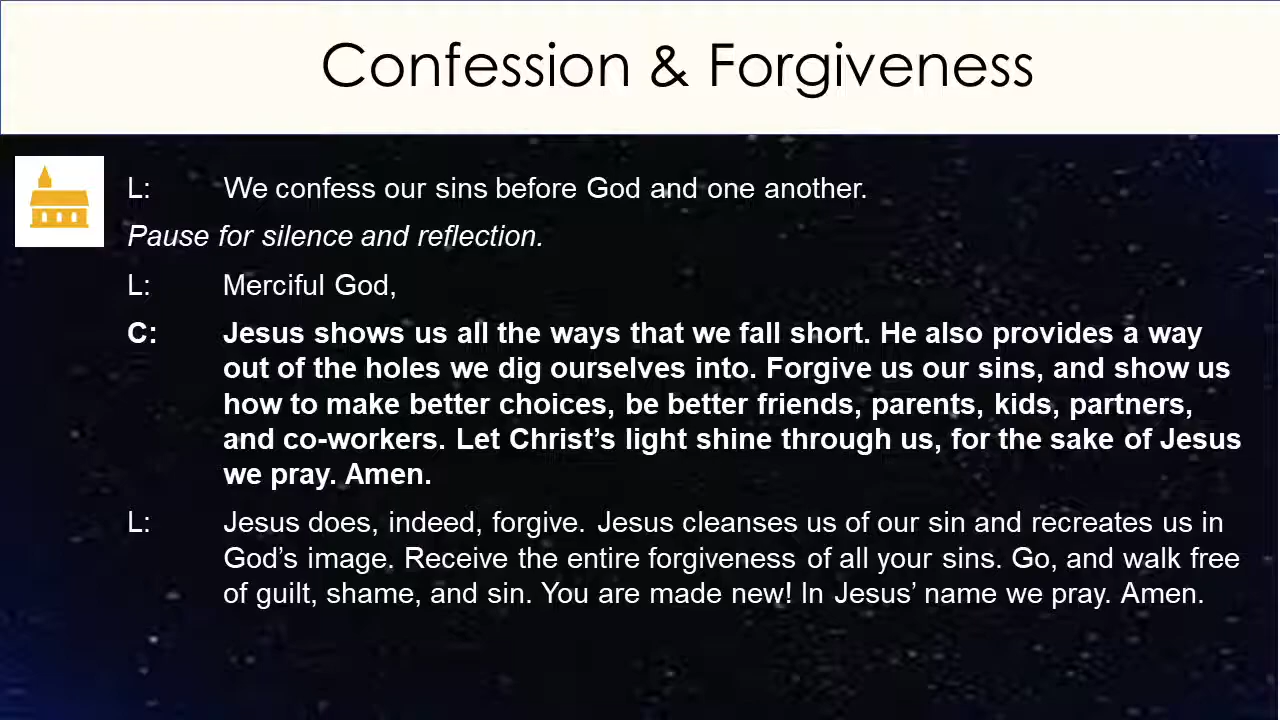 Confession & Forgiveness
L: We confess our sins before God and one another.
Pause for silence and reflection.
L: Merciful God,
C: Jesus shows us all the ways that we fall short. He also provides a way
out of the holes we dig ourselves into. Forgive us our sins, and show us
how to make better choices, be better friends, parents, kids, partners,
and co-workers. Let Christ’s light shine through us, for the sake of Jesus
we pray. Amen.
L: Jesus does, indeed, forgive. Jesus cleanses us of our sin and recreates us in
God’s image. Receive the entire forgiveness of all your sins. Go, and walk free
of guilt, shame, and sin. You are made new! In Jesus’ name we pray. Amen.